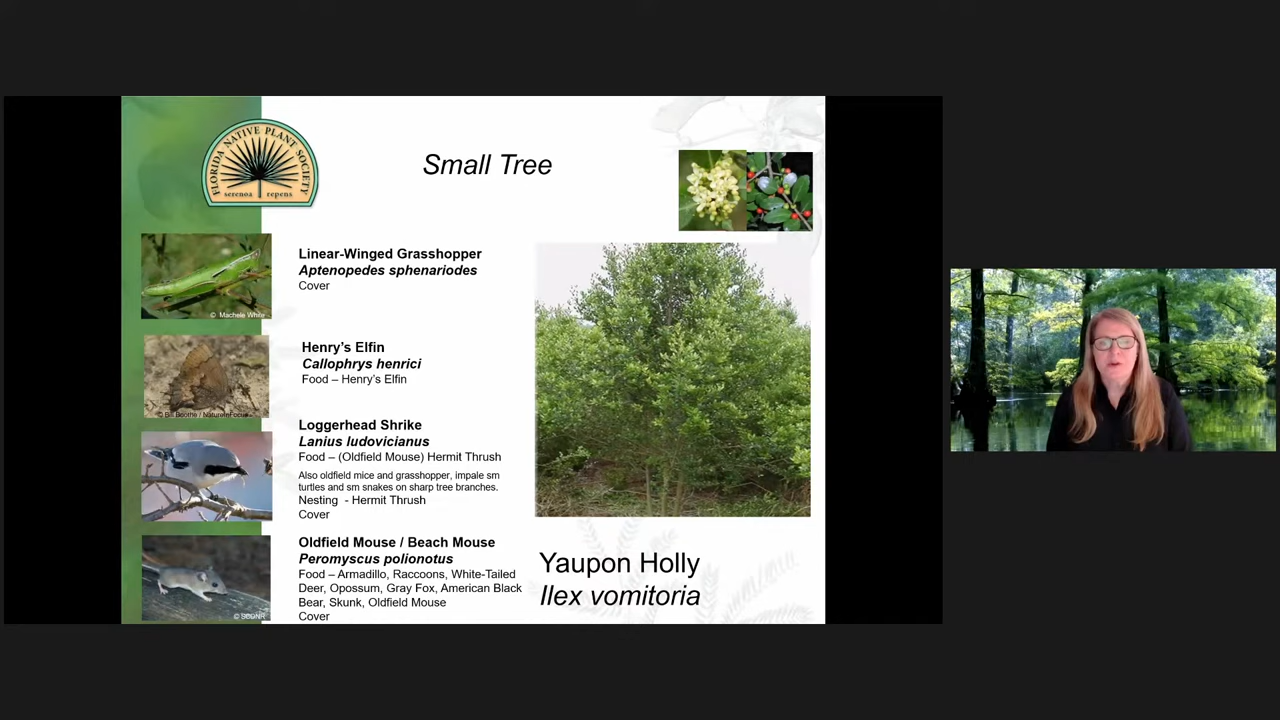 FLORIDA NATIVE PLANT SOCIETY
serenoa repens
Small Tree
© Machele White
Linear-Winged Grasshopper
Aptenopedes sphenariodes
Cover
© Bill Boothe / NatureInFocus
Henry's Elfin
Callophrys henrici
Food – Henry's Elfin
Loggerhead Shrike
Lanius ludovicianus
Food – (Oldfield Mouse) Hermit Thrush
Also oldfield mice and grasshopper, impale sm
turtles and sm snakes on sharp tree branches.
Nesting - Hermit Thrush
Cover
© SCDNR
Oldfield Mouse / Beach Mouse
Peromyscus polionotus
Food – Armadillo, Raccoons, White-Tailed
Deer, Opossum, Gray Fox, American Black
Bear, Skunk, Oldfield Mouse
Cover
Yaupon Holly
Ilex vomitoria